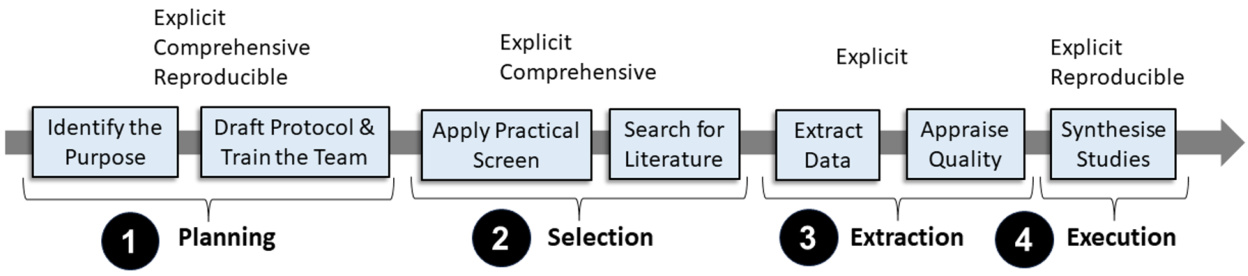 Explicit
Comprehensive
Reproducible
Explicit
Comprehensive
Explicit
Explicit
Reproducible
Identify the
Purpose
Draft Protocol &
Train the Team
Apply Practical
Screen
Search for
Literature
Extract
Data
Appraise
Quality
Synthesise
Studies
1 Planning
2 Selection
3 Extraction
4 Execution